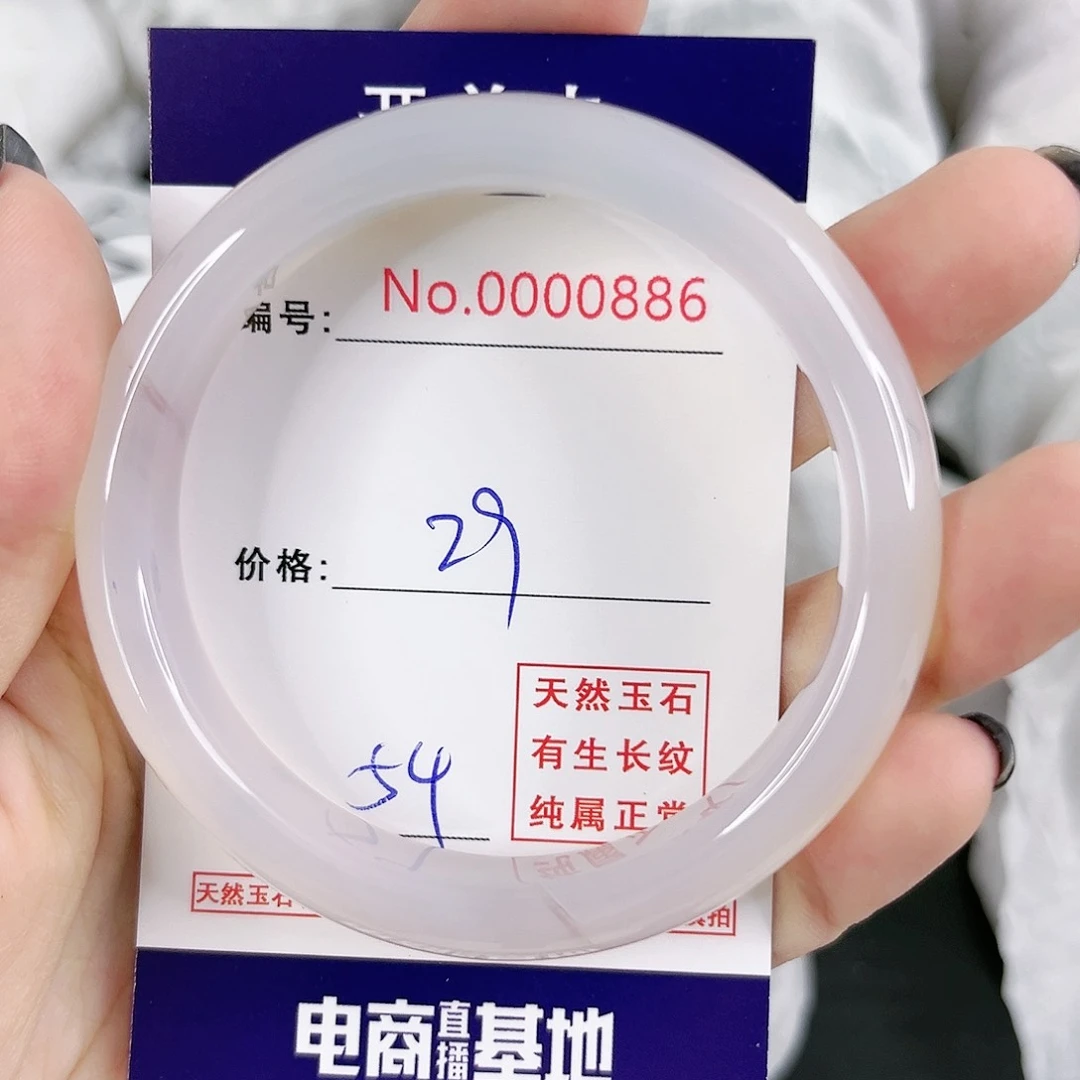 编号: No.0000886
价格: 29
54
天然玉石
有生长纹
纯属正常
天然玉石
电商直播基地